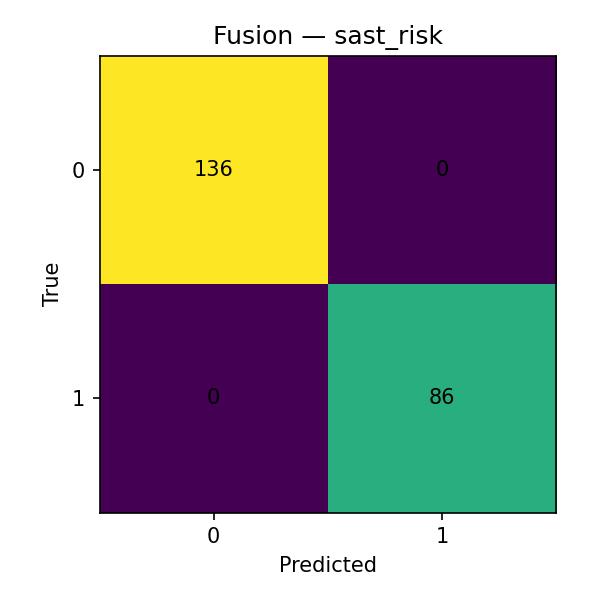 Fusion — sast_risk
0
136
0
True
1
0
86
0
1
Predicted